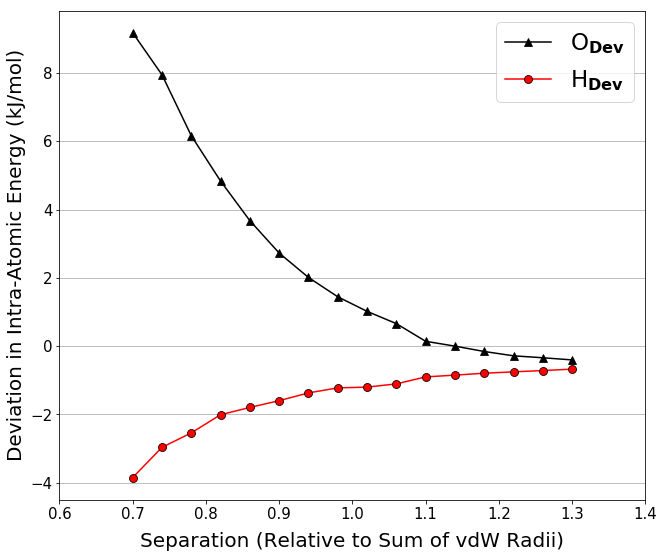 O_Dev
H_Dev
Deviation in Intra-Atomic Energy (kJ/mol)
8
6
4
2
0
−2
−4
0.6 0.7 0.8 0.9 1.0 1.1 1.2 1.3 1.4
Separation (Relative to Sum of vdW Radii)